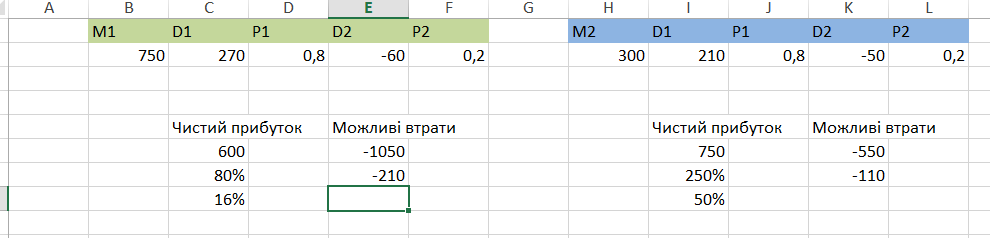 A B C D E F G H I J K L
M1 D1 P1 D2 P2 M2 D1 P1 D2 P2
750 270 0,8 -60 0,2 300 210 0,8 -50 0,2
Чистий прибуток Можливі втрати Чистий прибуток Можливі втрати
600 -1050 750 -550
80% -210 250% -110
16% 50%